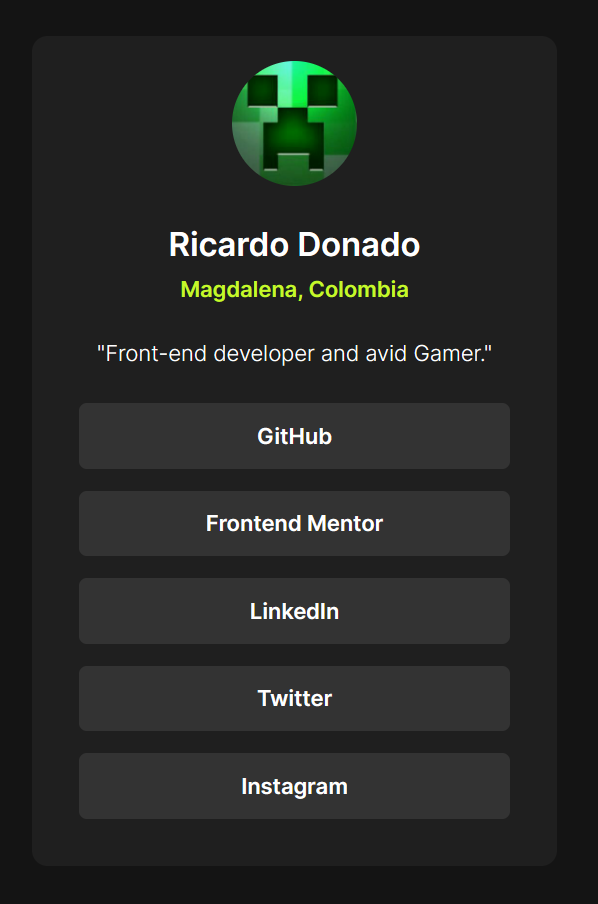 Ricardo Donado
Magdalena, Colombia
"Front-end developer and avid Gamer."
GitHub
Frontend Mentor
LinkedIn
Twitter
Instagram